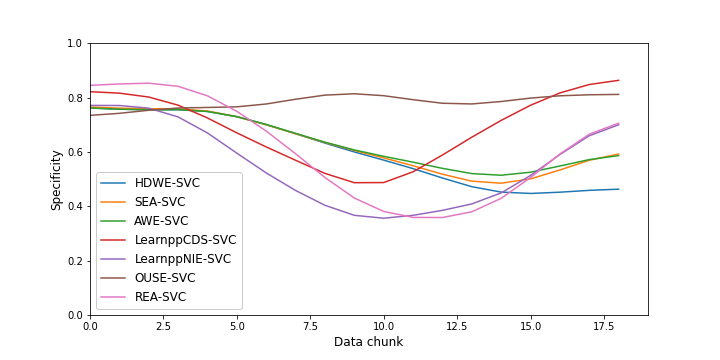 1.0
0.8
0.6
0.4
0.2
0.0
Specificity
HDWE-SVC
SEA-SVC
AWE-SVC
LearnppCDS-SVC
LearnppNIE-SVC
OUSE-SVC
REA-SVC
0.0 2.5 5.0 7.5 10.0 12.5 15.0 17.5
Data chunk